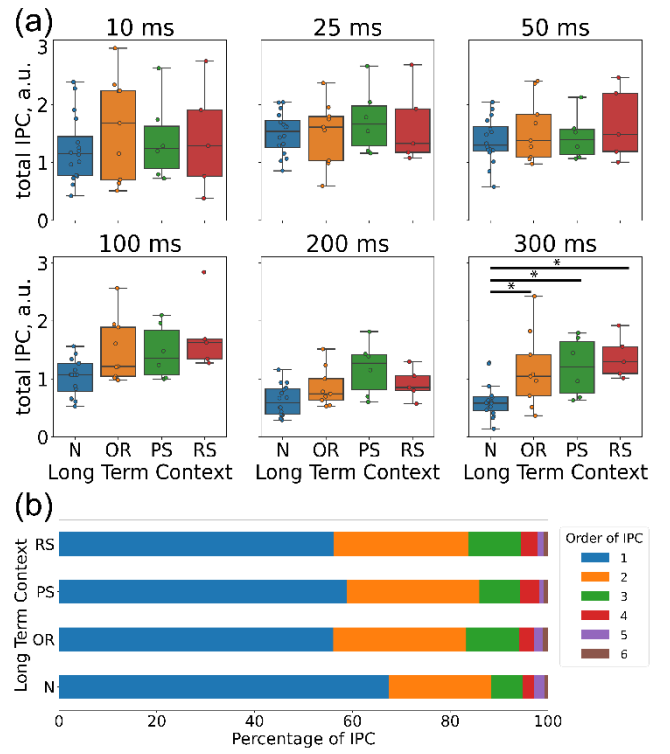 (a)
10 ms
25 ms
50 ms
total IPC, a.u.
3
2
1
0
100 ms
200 ms
300 ms
total IPC, a.u.
3
2
1
0
*
*
*
N OR PS RS
N OR PS RS
N OR PS RS
Long Term Context
Long Term Context
Long Term Context
(b)
Long Term Context
RS
PS
OR
N
0 20 40 60 80 100
Percentage of IPC
Order of IPC
1
2
3
4
5
6